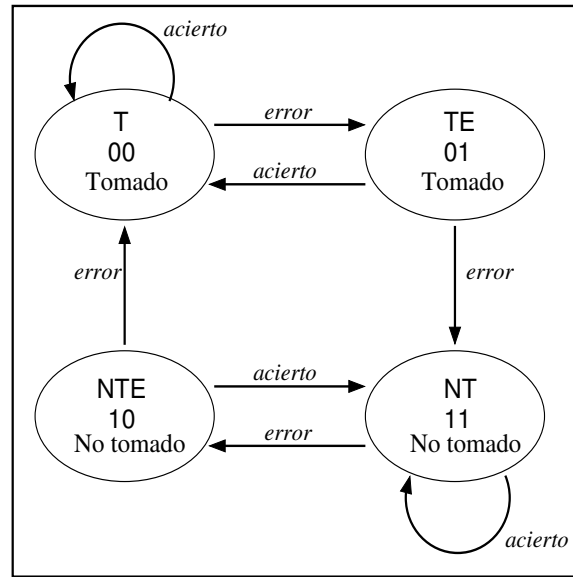 acierto
T
00
Tomado
error
acierto
TE
01
Tomado
error
error
NTE
10
No tomado
acierto
error
NT
11
No tomado
acierto